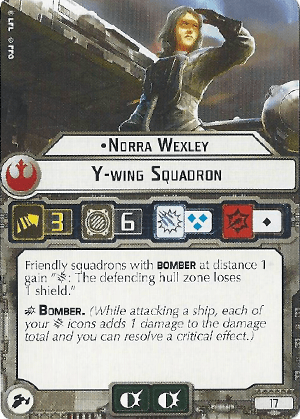 © LFL © FFG
•Norra Wexley
Y-wing Squadron
3 6
Friendly squadrons with BOMBER at distance 1
gain ": The defending hull zone loses
1 shield."
BOMBER. (While attacking a ship, each of
your icons adds 1 damage to the damage
total and you can resolve a critical effect.)
17